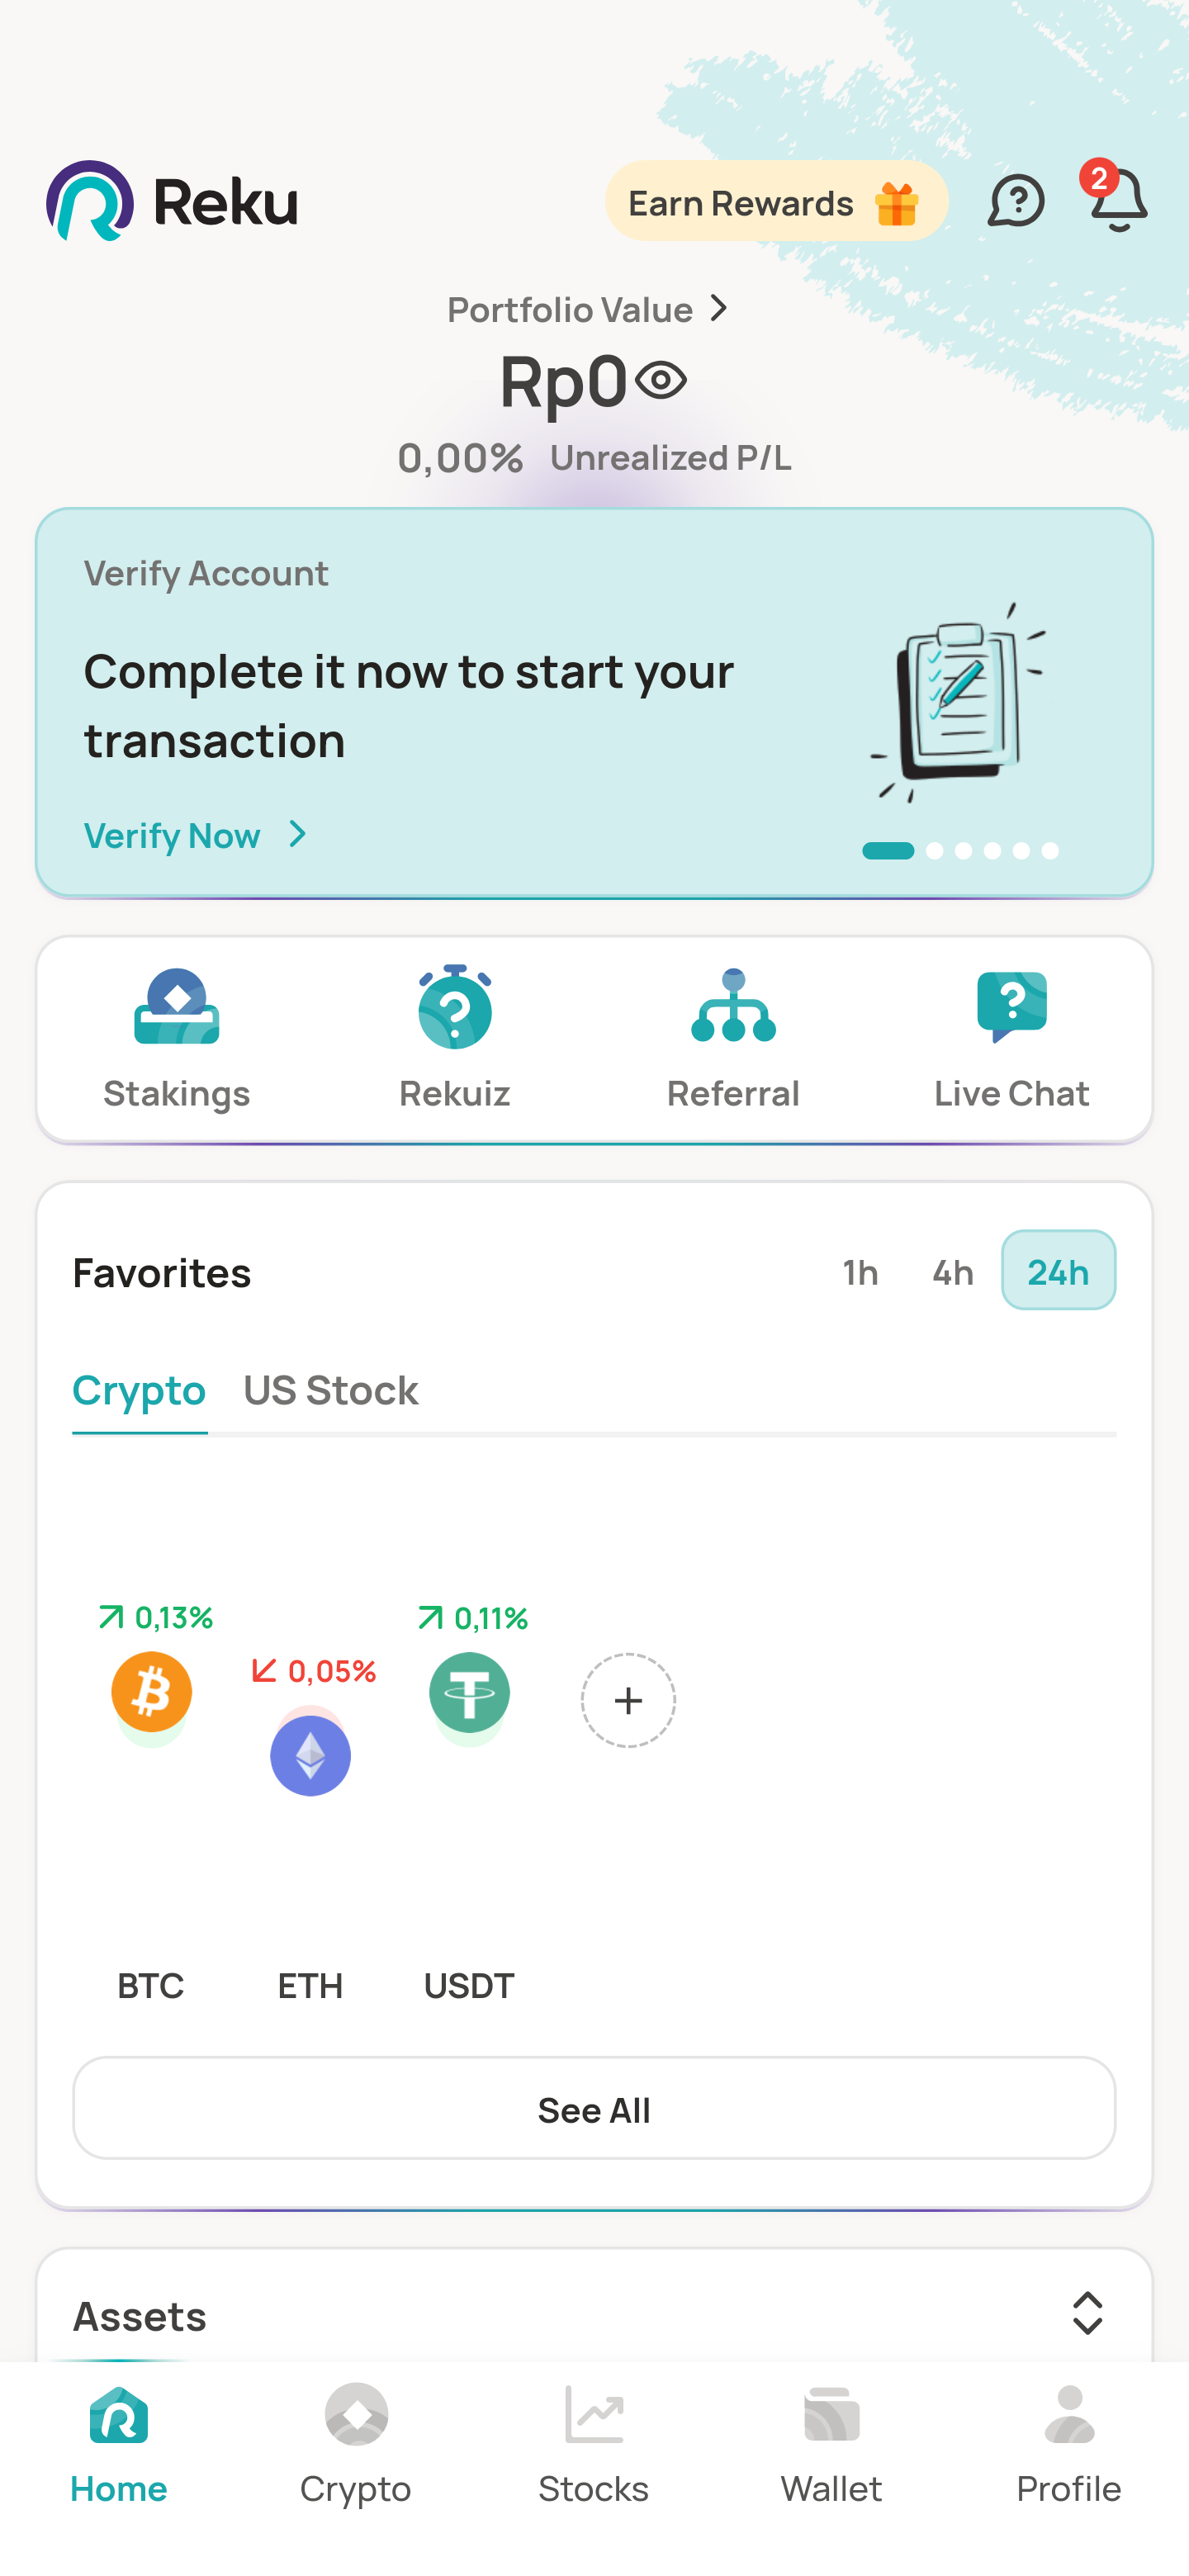 Reku
Earn Rewards
2
Portfolio Value
Rp0
0,00% Unrealized P/L
Verify Account
Complete it now to start your
transaction
Verify Now
Stakings Rekuiz Referral Live Chat
Favorites 1h 4h 24h
Crypto US Stock
0,13% 0,11%
0,05%
BTC ETH USDT
See All
Assets
Home Crypto Stocks Wallet Profile